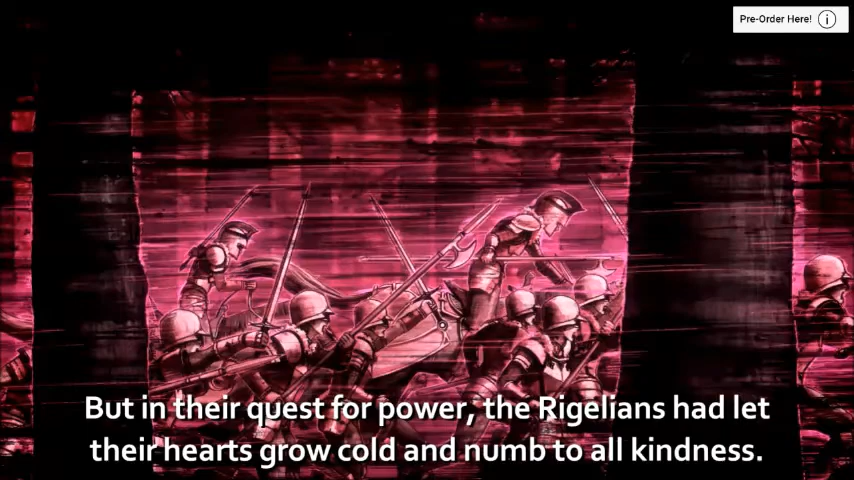 Pre-Order Here!
But in their quest for power, the Rigelians had let
their hearts grow cold and numb to all kindness.